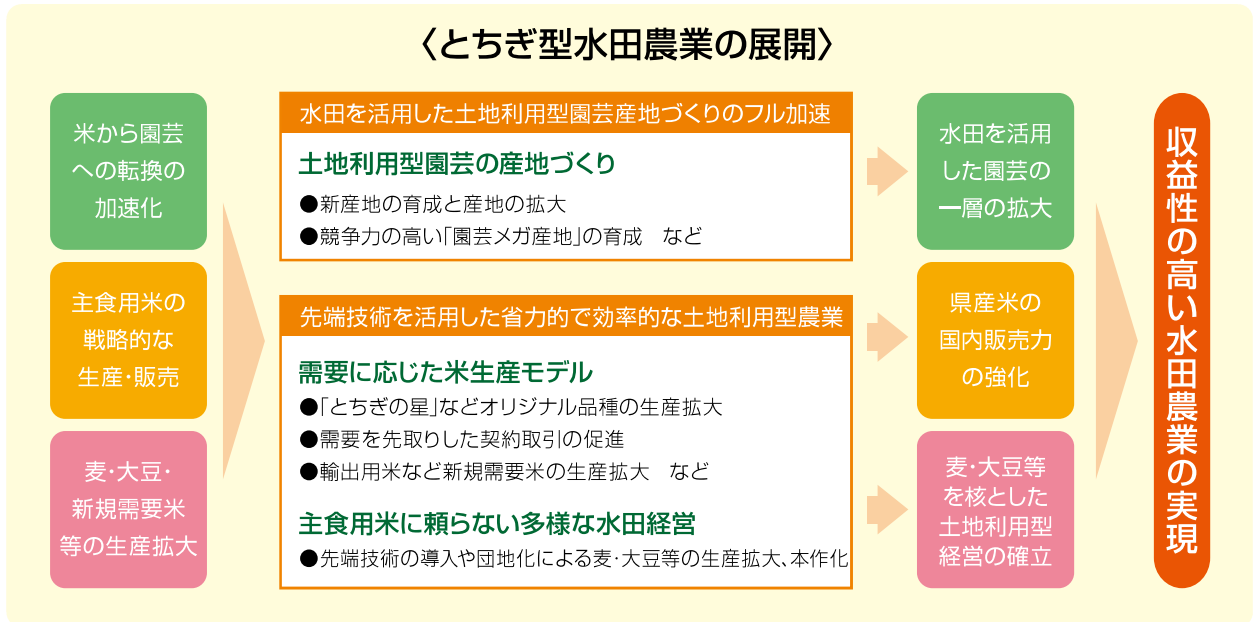 〈とちぎ型水田農業の展開〉
米から園芸
への転換の
加速化
主食用米の
戦略的な
生産・販売
麦・大豆・
新規需要米
等の生産拡大
水田を活用した土地利用型園芸産地づくりのフル加速
土地利用型園芸の産地づくり
●新産地の育成と産地の拡大
●競争力の高い「園芸メガ産地」の育成　など
先端技術を活用した省力的で効率的な土地利用型農業
需要に応じた米生産モデル
●「とちぎの星」などオリジナル品種の生産拡大
●需要を先取りした契約取引の促進
●輸出用米など新規需要米の生産拡大　など
主食用米に頼らない多様な水田経営
●先端技術の導入や団地化による麦・大豆等の生産拡大、本作化
水田を活用
した園芸の
一層の拡大
県産米の
国内販売力
の強化
麦・大豆等
を核とした
土地利用型
経営の確立
収益性の高い水田農業の実現